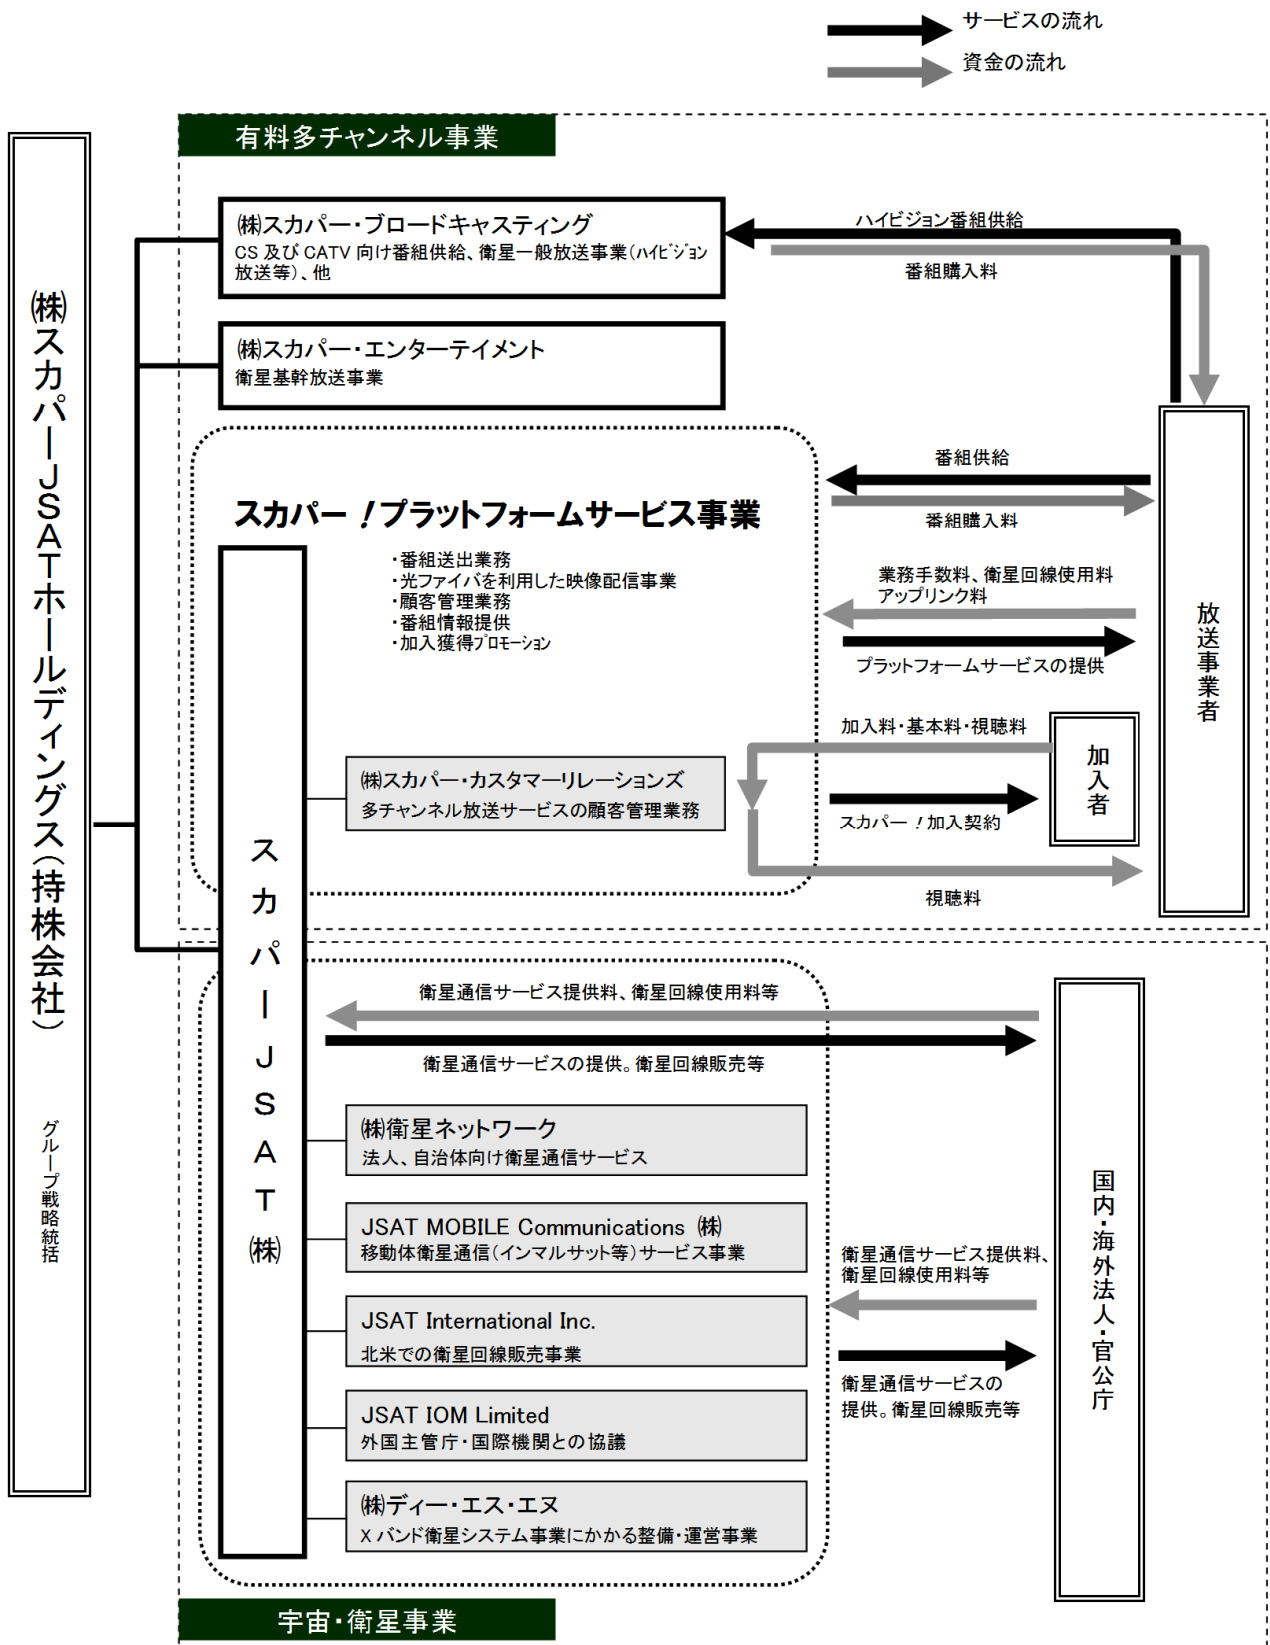 サービスの流れ
資金の流れ
有料多チャンネル事業
㈱スカパーJSATホールディングス(持株会社)
グループ戦略統括
㈱スカパー・ブロードキャスティング
CS 及び CATV 向け番組供給、衛星一般放送事業(ﾊｲﾋﾞｼﾞｮﾝ
放送等)、他
ハイビジョン番組供給
番組購入料
㈱スカパー・エンターテイメント
衛星基幹放送事業
スカパー！プラットフォームサービス事業
・番組送出業務
・光ファイバを利用した映像配信事業
・顧客管理業務
・番組情報提供
・加入獲得ﾌﾟﾛﾓｰｼｮﾝ
番組供給
番組購入料
業務手数料、衛星回線使用料
アップリンク料
プラットフォームサービスの提供
放送事業者
加入料・基本料・視聴料
加入者
スカパー！加入契約
視聴料
㈱スカパー・カスタマーリレーションズ
多チャンネル放送サービスの顧客管理業務
スカパーJSAT㈱
衛星通信サービス提供料、衛星回線使用料等
衛星通信サービスの提供。衛星回線販売等
㈱衛星ネットワーク
法人、自治体向け衛星通信サービス
JSAT MOBILE Communications ㈱
移動体衛星通信(インマルサット等)サービス事業
JSAT International Inc.
北米での衛星回線販売事業
JSAT IOM Limited
外国主管庁・国際機関との協議
㈱ディー・エス・エヌ
X バンド衛星システム事業にかかる整備・運営事業
衛星通信サービス提供料、
衛星回線使用料等
衛星通信サービスの
提供。衛星回線販売等
国内・海外法人・官公庁
宇宙・衛星事業